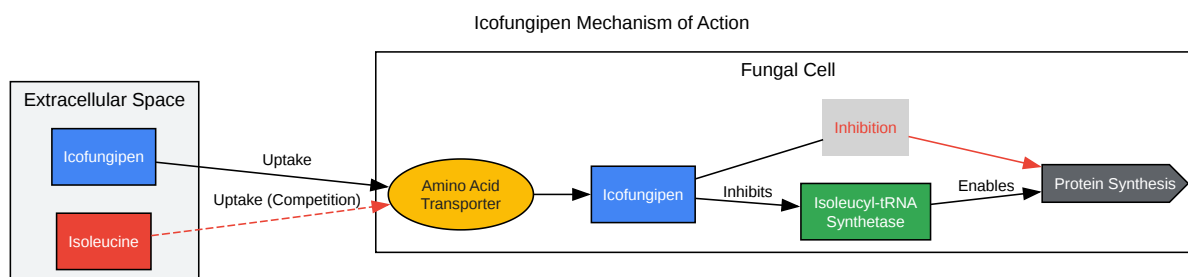 Icofungipen Mechanism of Action
Fungal Cell
Extracellular Space
Icofungipen
Uptake
Uptake (Competition)
Isoleucine
Amino Acid
Transporter
Icofungipen
Inhibition
Inhibits
Isoleucyl-tRNA
Synthetase
Enables
Protein Synthesis